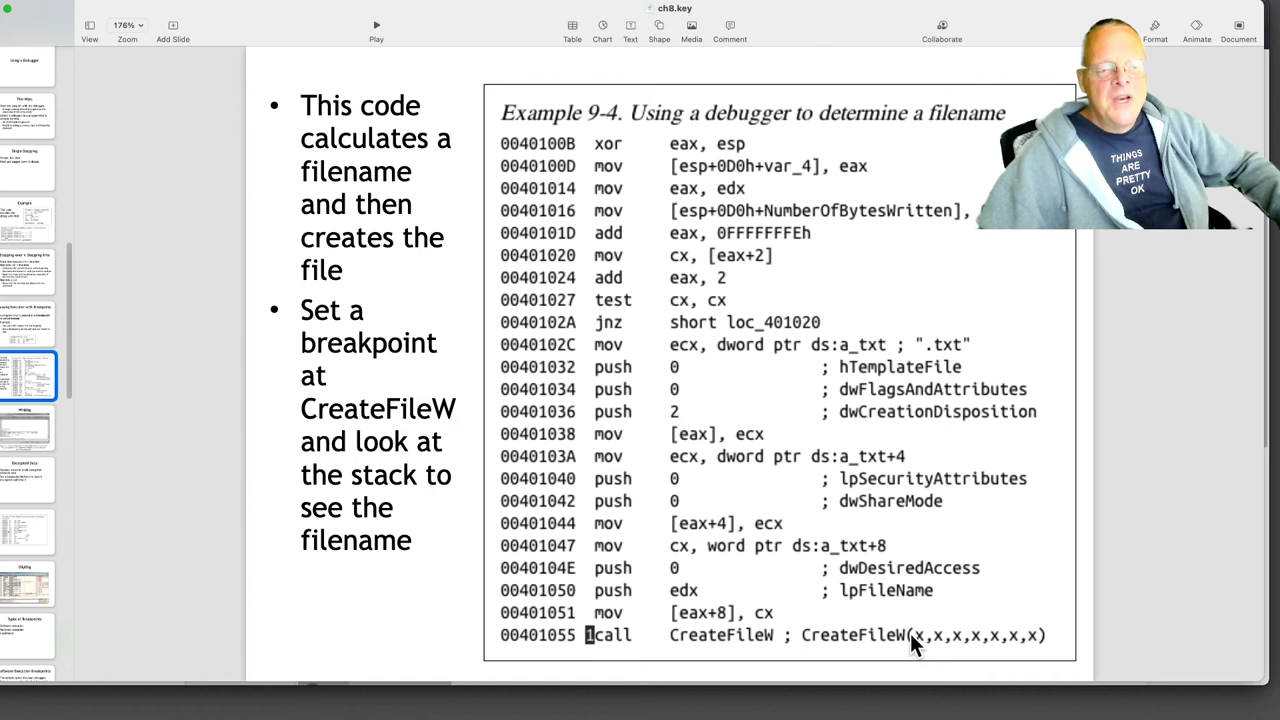 ch8.key
176%
View
Zoom
Add Slide
Play
Table
Chart
Text
Shape
Media
Comment
Collaborate
Format
Animate
Document
Using a Debugger
• This code
calculates a
filename
and then
creates the
file
• Set a
breakpoint
at
CreateFileW
and look at
the stack to
see the
filename
Example 9-4. Using a debugger to determine a filename
0040100B xor eax, esp
0040100D mov [esp+0D0h+var_4], eax
00401014 mov eax, edx
00401016 mov [esp+0D0h+NumberOfBytesWritten],
0040101D add eax, 0FFFFFFFEh
00401020 mov cx, [eax+2]
00401024 add eax, 2
00401027 test cx, cx
0040102A jnz short loc_401020
0040102C mov ecx, dword ptr ds:a_txt ; ".txt"
00401032 push 0 ; hTemplateFile
00401034 push 0 ; dwFlagsAndAttributes
00401036 push 2 ; dwCreationDisposition
00401038 mov [eax], ecx
0040103A mov ecx, dword ptr ds:a_txt+4
00401040 push 0 ; lpSecurityAttributes
00401042 push 0 ; dwShareMode
00401044 mov [eax+4], ecx
00401047 mov cx, word ptr ds:a_txt+8
0040104E push 0 ; dwDesiredAccess
00401050 push edx ; lpFileName
00401051 mov [eax+8], cx
00401055 1call CreateFileW ; CreateFileW(x,x,x,x,x,x,x)
THINGS
ARE
PRETTY
OK